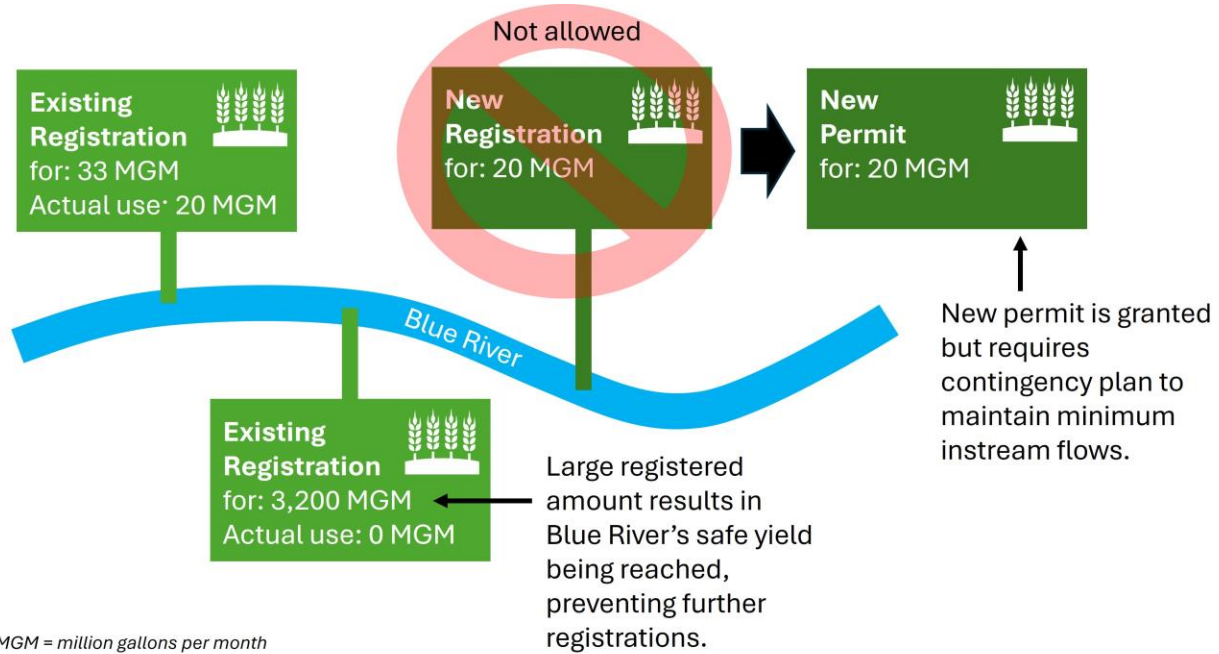 Not allowed
Existing
Registration
for: 33 MGM
Actual use: 20 MGM
New
Registration
for: 20 MGM
New
Permit
for: 20 MGM
Blue River
New permit is granted
but requires
contingency plan to
maintain minimum
instream flows.
Existing
Registration
for: 3,200 MGM
Actual use: 0 MGM
Large registered
amount results in
Blue River's safe yield
being reached,
preventing further
registrations.
MGM = million gallons per month